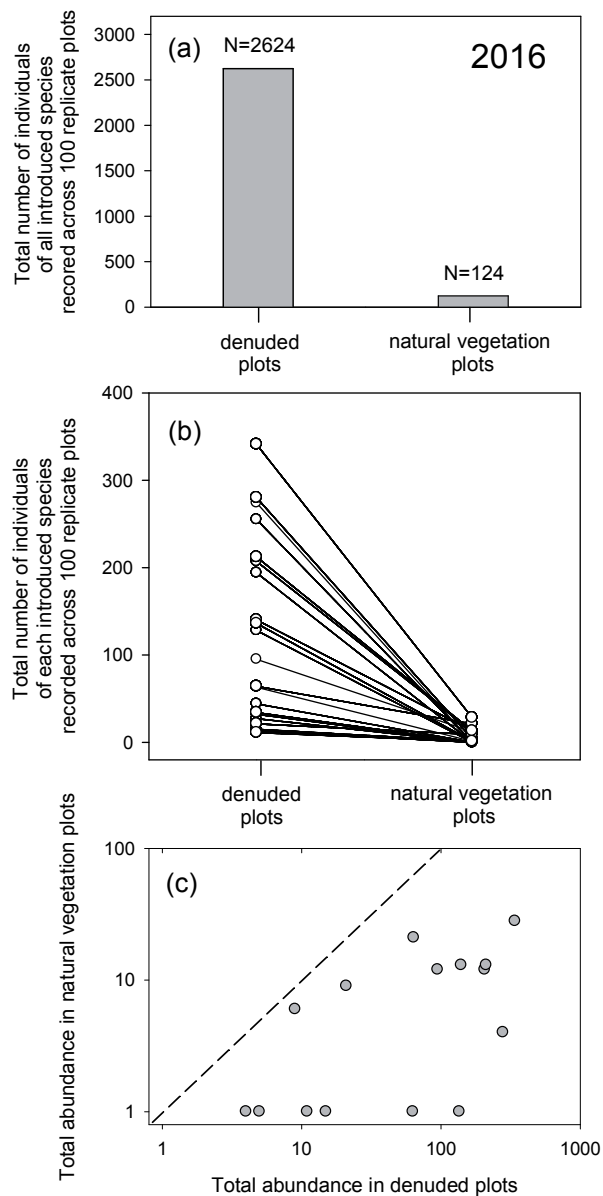 Total number of individuals
of all introduced species
recored across 100 replicate plots
(a)
N=2624
2016
3000
2500
2000
1500
1000
500
0
N=124
denuded
plots
natural vegetation
plots
Total number of individuals
of each introduced species
recorded across 100 replicate plots
400
(b)
300
200
100
0
denuded
plots
natural vegetation
plots
Total abundance in natural vegetation plots
100
(c)
10
1
1
10
100
1000
Total abundance in denuded plots